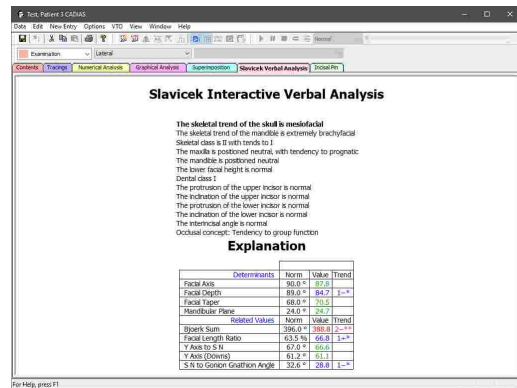 Test, Patient 3 CADIAS
Data Edit New Entry Options VTO View Window Help
Normal
Examination Lateral
Contents Tracings Numerical Analysis Graphical Analysis Superimposition Slavicek Verbal Analysis Incisal Pin
Slavicek Interactive Verbal Analysis
The skeletal trend of the skull is mesiofacial
The skeletal trend of the mandible is extremely brachyfacial
Skeletal class is II with tends to I
The maxilla is positioned neutral, with tendency to prognatic
The mandible is positioned neutral
The lower facial height is normal
Dental class I
The protrusion of the upper incisor is normal
The inclination of the upper incisor is normal
The protrusion of the lower incisor is normal
The inclination of the lower incisor is normal
The interincisal angle is normal
Occlusal concept: Tendency to group function
Explanation
Determinants Norm Value Trend
Facial Axis 90.0 ° 87.8
Facial Depth 89.0 ° 84.7 1-*
Facial Taper 68.0 ° 70.5
Mandibular Plane 24.0 ° 24.7
Related Values Norm Value Trend
Bjoerk Sum 396.0 ° 388.8 2-**
Facial Length Ratio 63.5 % 66.8 1+*
Y Axis to S N 67.0 ° 66.6
Y Axis (Downs) 61.2 ° 61.1
S N to Gonion Gnathion Angle 32.6 ° 28.8 1-*
For Help, press F1